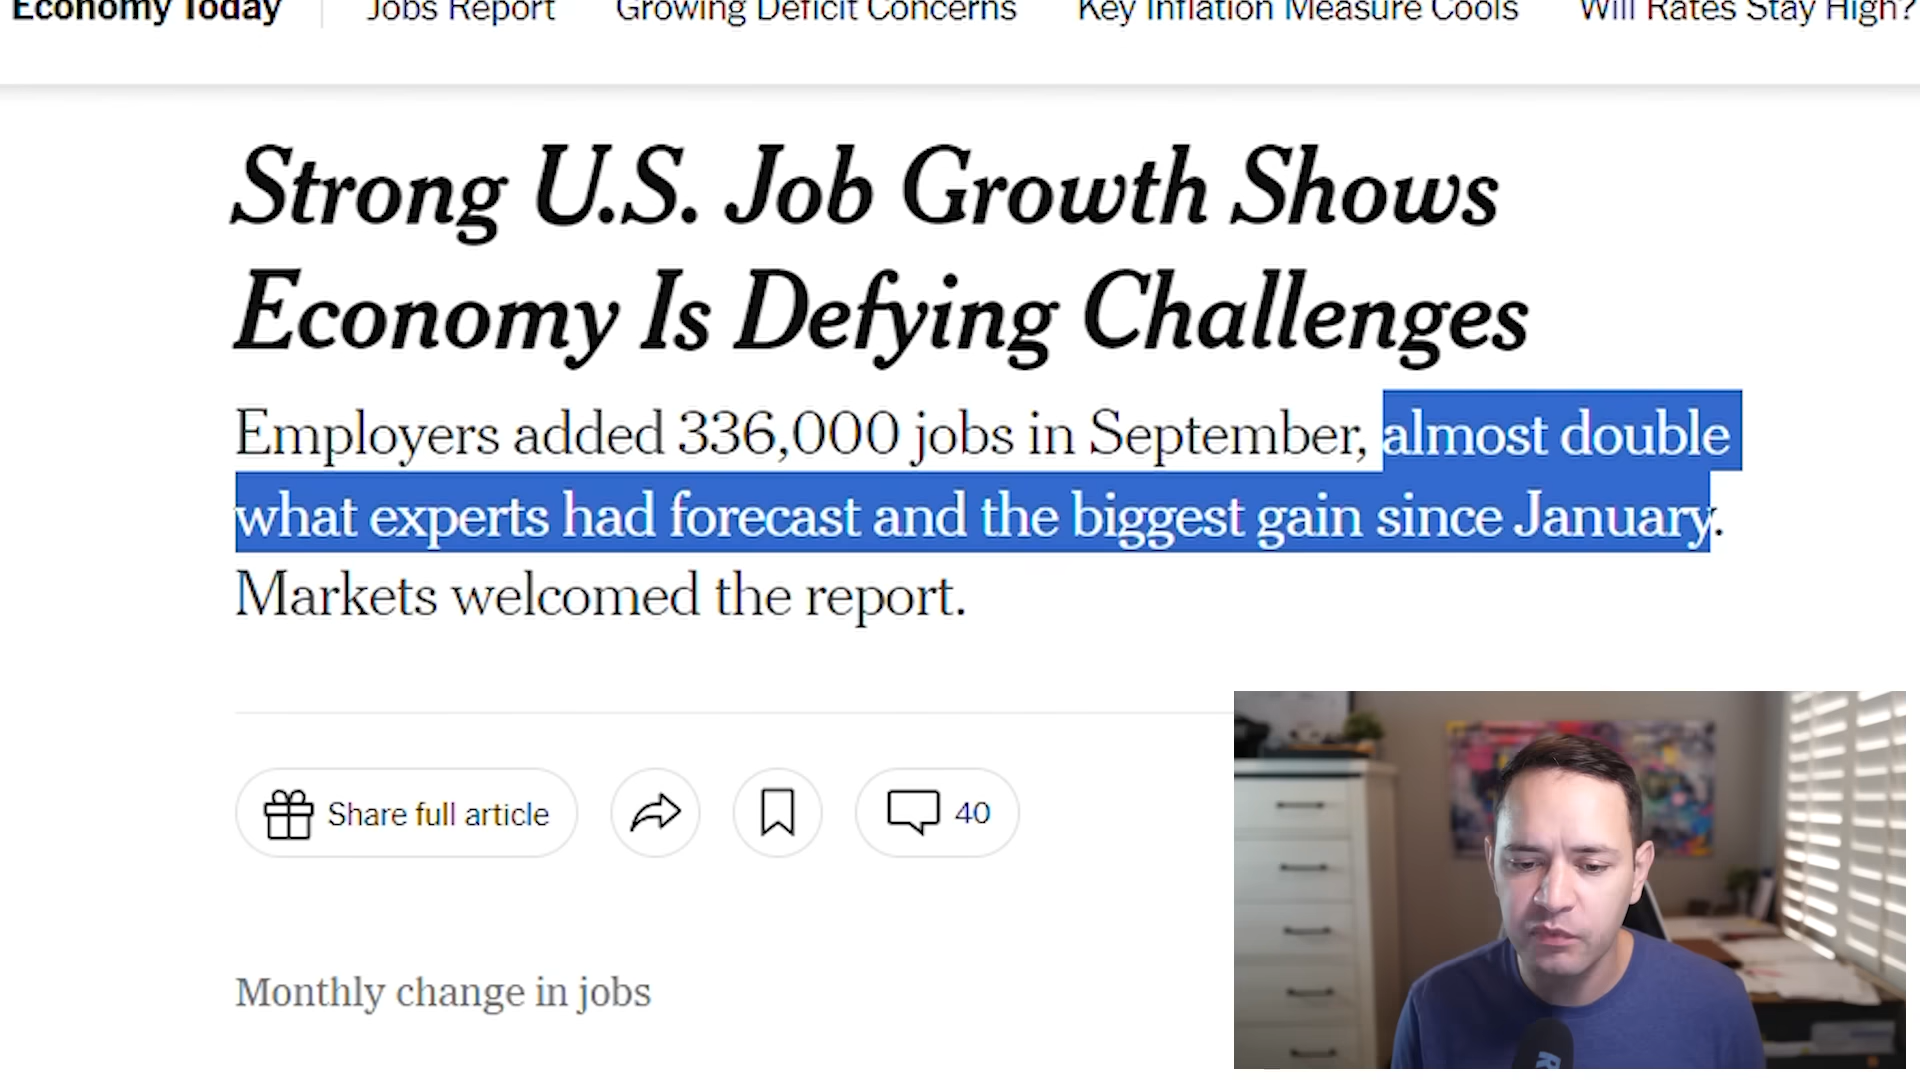 Economy Today Jobs Report Growing Deficit Concerns Key Inflation Measure Cools Will Rates Stay High?
Strong U.S. Job Growth Shows
Economy Is Defying Challenges
Employers added 336,000 jobs in September, almost double
what experts had forecast and the biggest gain since January.
Markets welcomed the report.
Share full article 40
Monthly change in jobs
R